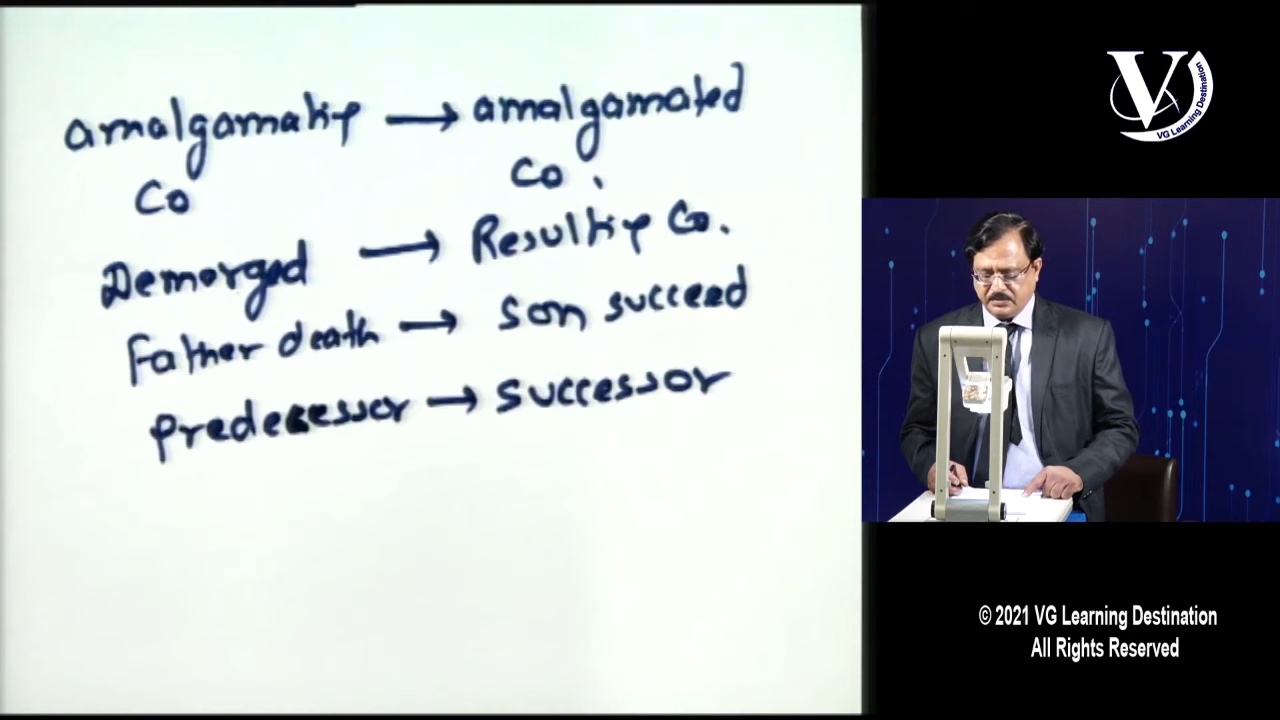 amalgamating → amalgamated
Co Co.
Demerged → Resulting Co.
Father death → son succeed
Predecessor → successor
V
VG Learning Destination
© 2021 VG Learning Destination
All Rights Reserved